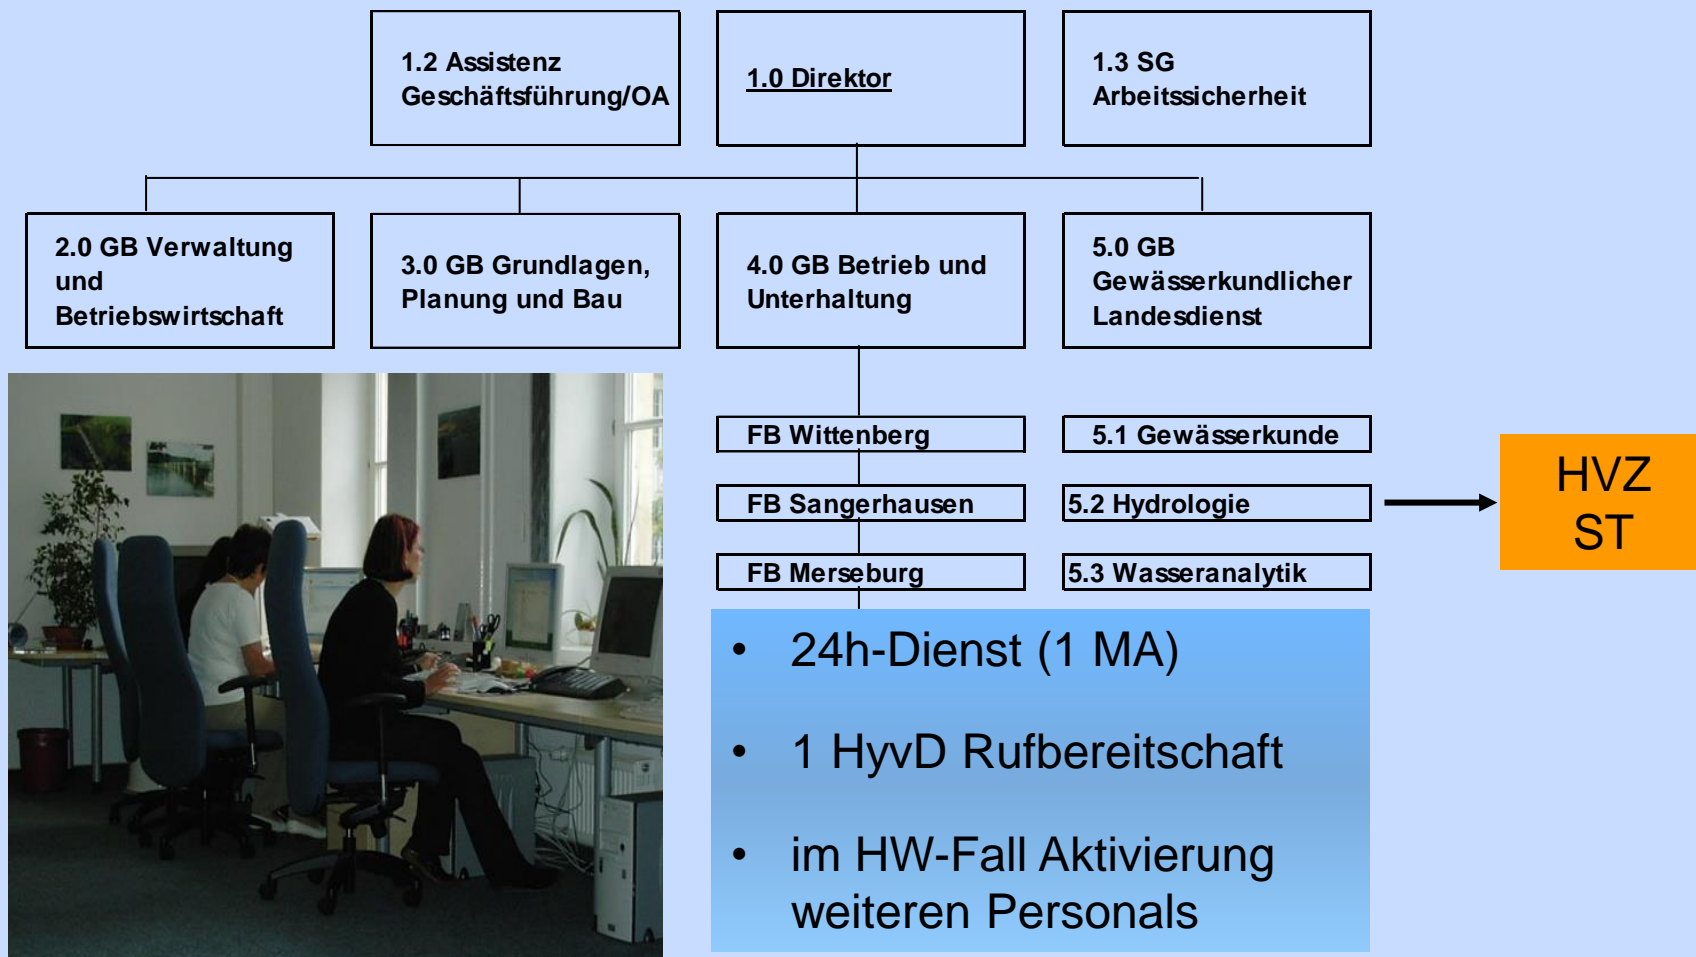 1.2 Assistenz
Geschäftsführung/OA
1.0 Direktor
1.3 SG
Arbeitssicherheit
2.0 GB Verwaltung
und
Betriebswirtschaft
3.0 GB Grundlagen,
Planung und Bau
4.0 GB Betrieb und
Unterhaltung
5.0 GB
Gewässerkundlicher
Landesdienst
FB Wittenberg
5.1 Gewässerkunde
FB Sangerhausen
5.2 Hydrologie
FB Merseburg
5.3 Wasseranalytik
HVZ
ST
• 24h-Dienst (1 MA)
• 1 HyvD Rufbereitschaft
• im HW-Fall Aktivierung
weiteren Personals